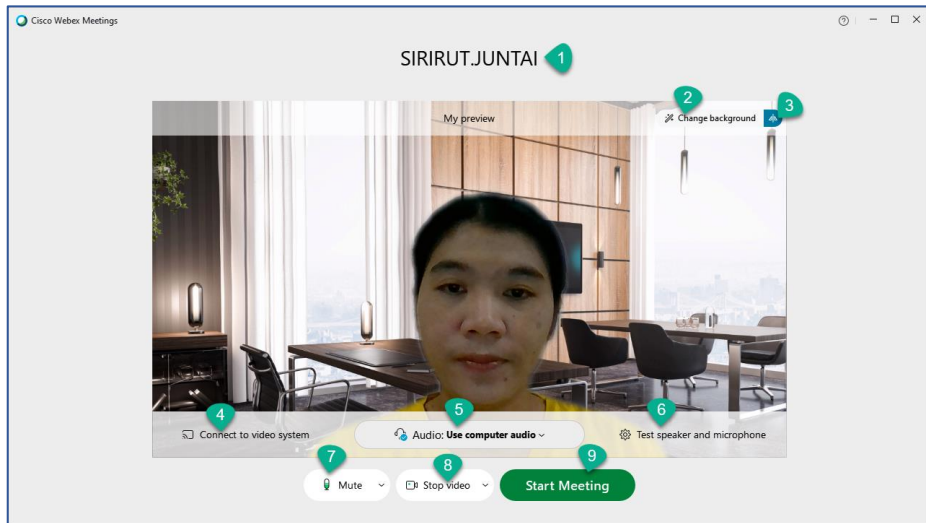 Cisco Webex Meetings
SIRIRUT.JUNTAI 1
2
3
My preview
Change background
4
5
6
Connect to video system
Audio: Use computer audio
Test speaker and microphone
7
8
9
Mute
Stop video
Start Meeting